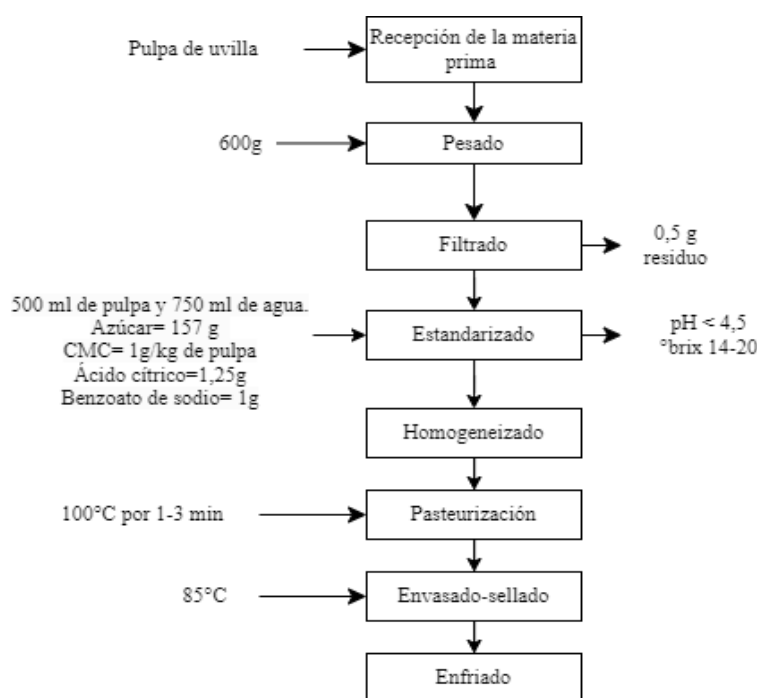 Pulpa de uvilla
Recepción de la materia
prima
600g
Pesado
Filtrado
0,5 g
residuo
500 ml de pulpa y 750 ml de agua.
Azúcar= 157 g
CMC= 1g/kg de pulpa
Ácido cítrico=1,25g
Benzoato de sodio= 1g
Estandarizado
pH < 4,5
°brix 14-20
Homogeneizado
100°C por 1-3 min
Pasteurización
85°C
Envasado-sellado
Enfriado